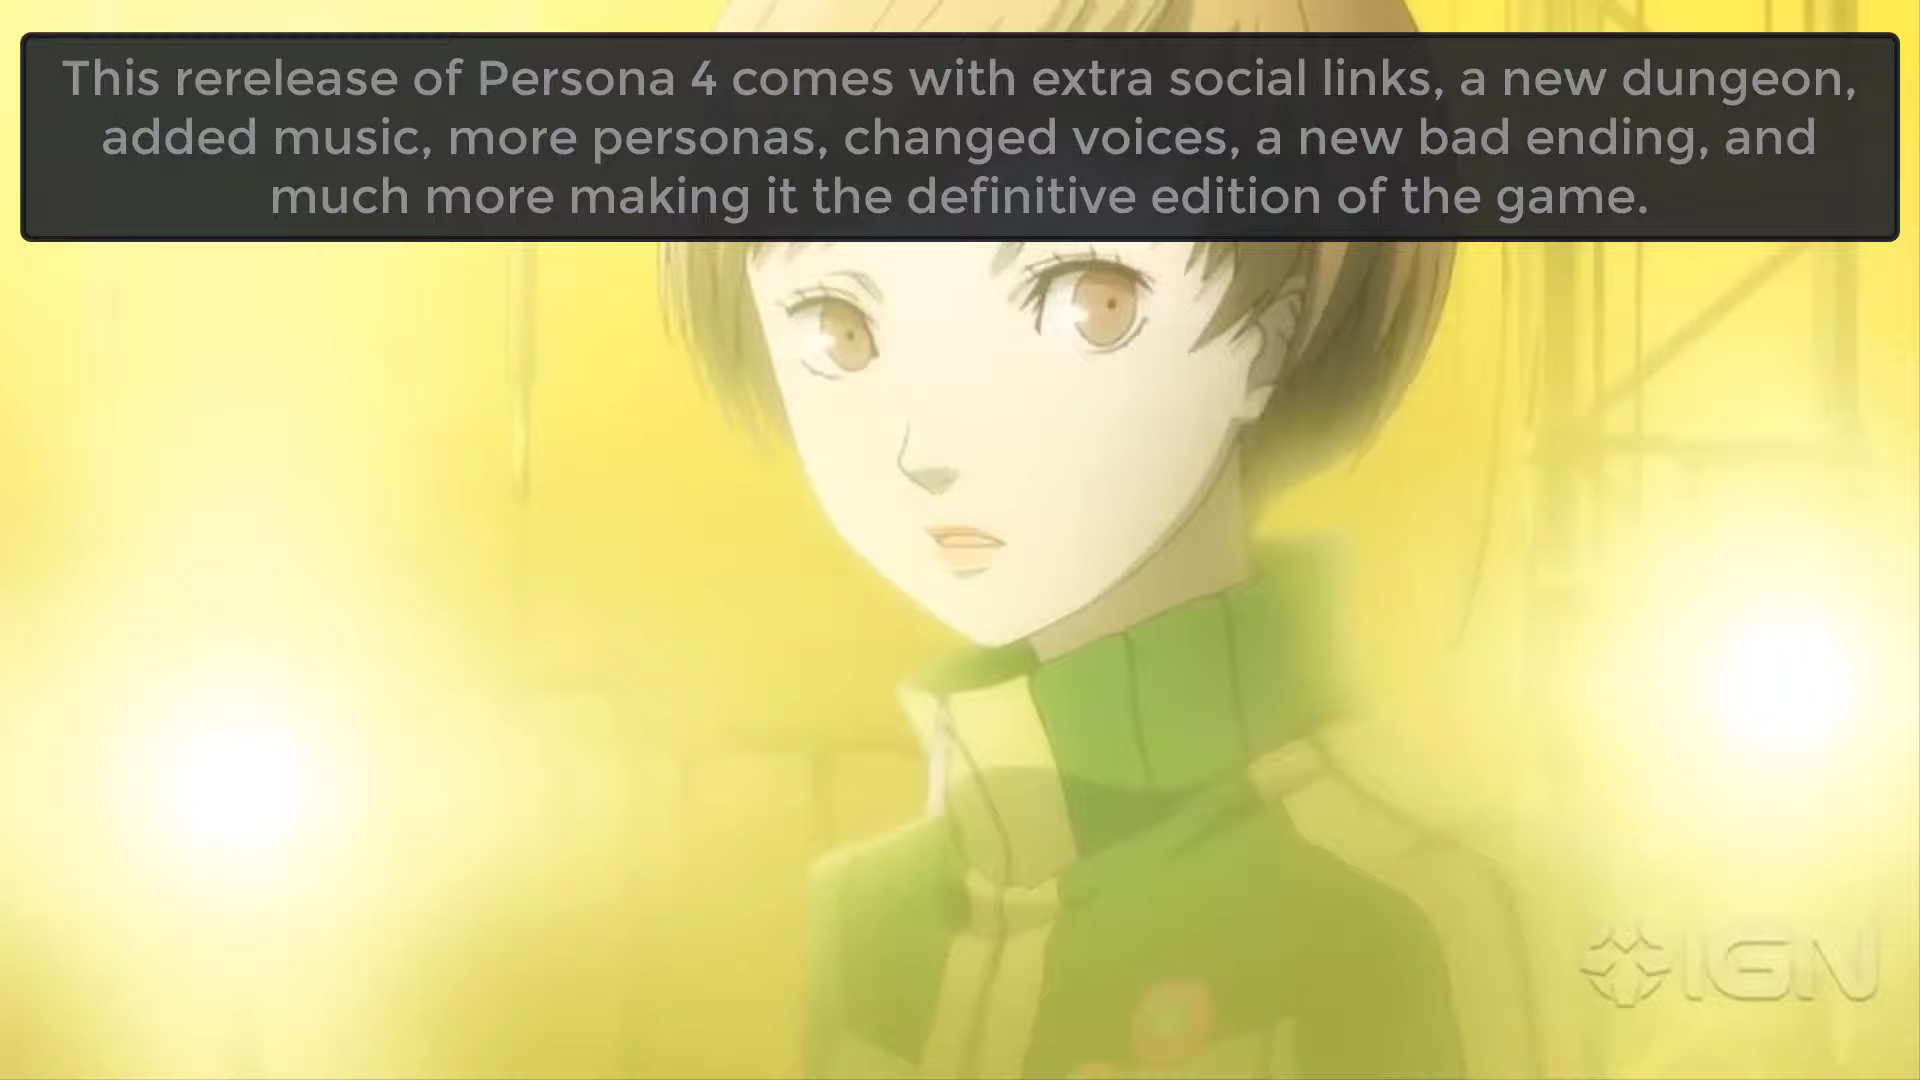 This rerelease of Persona 4 comes with extra social links, a new dungeon,
added music, more personas, changed voices, a new bad ending, and
much more making it the definitive edition of the game.
IGN